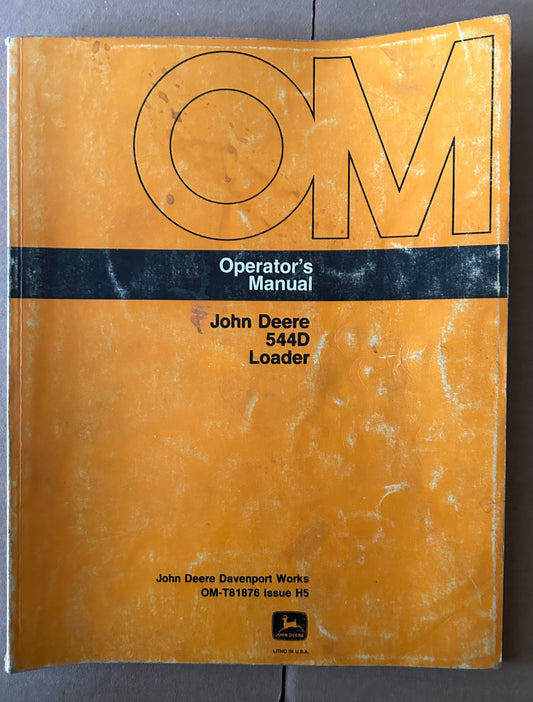 OM
Operator's
Manual
John Deere
544D
Loader
John Deere Davenport Works
OM-T81876 Issue H5
JOHN DEERE
LITHO IN U.S.A.